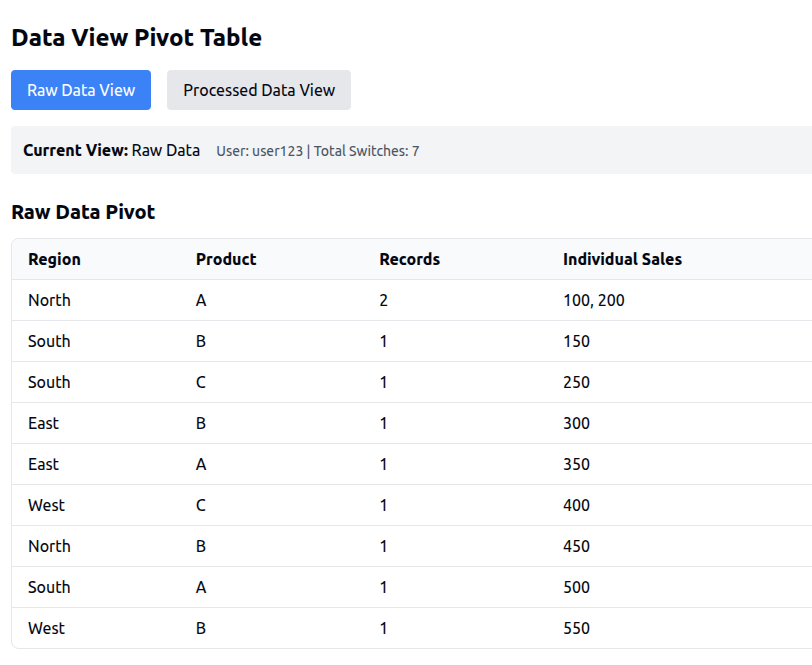 Data View Pivot Table
Raw Data View Processed Data View
Current View: Raw Data User: user123 | Total Switches: 7
Raw Data Pivot
Region Product Records Individual Sales
North A 2 100, 200
South B 1 150
South C 1 250
East B 1 300
East A 1 350
West C 1 400
North B 1 450
South A 1 500
West B 1 550